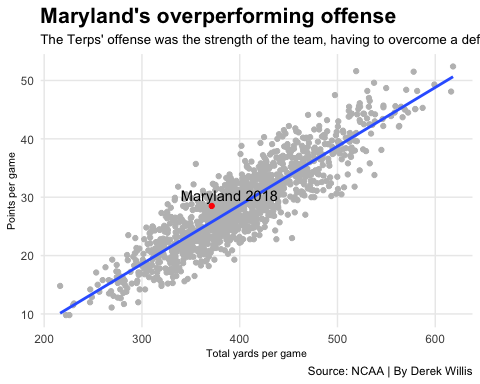 Maryland's overperforming offense
The Terps' offense was the strength of the team, having to overcome a def
50
40
30
20
10
Points per game
Maryland 2018
200 300 400 500 600
Total yards per game
Source: NCAA | By Derek Willis